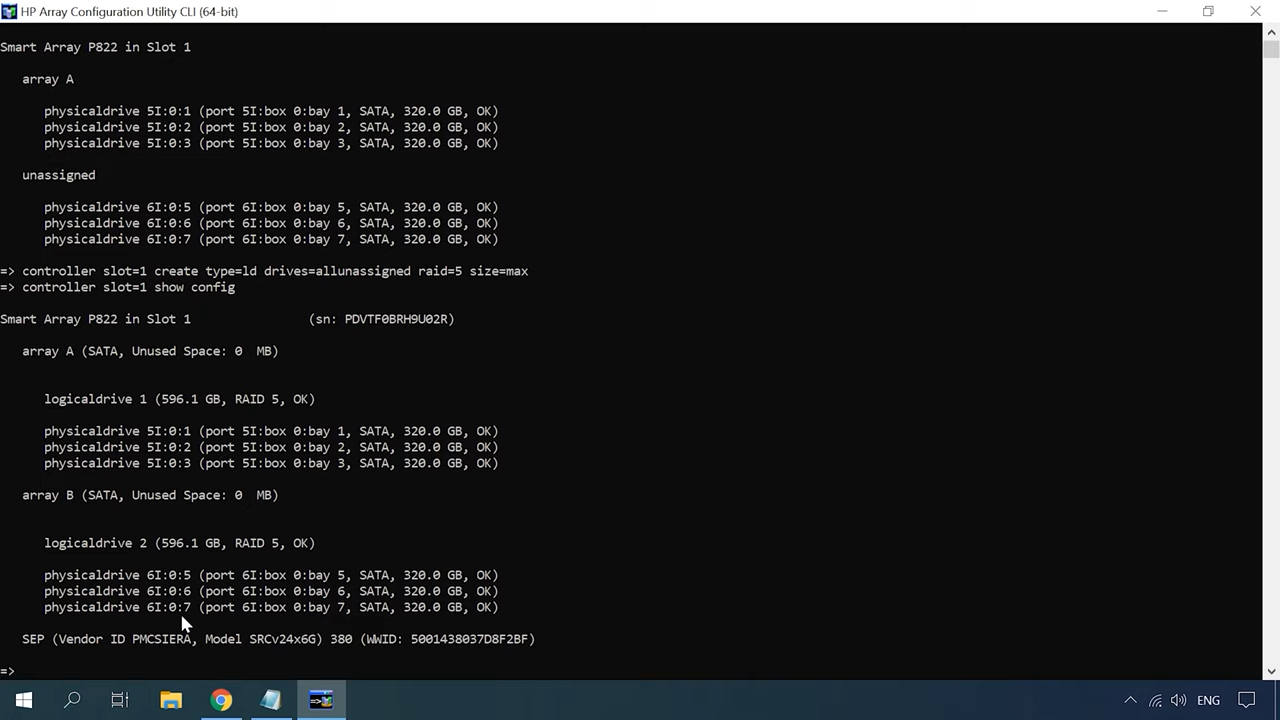 HP Array Configuration Utility CLI (64-bit)
Smart Array P822 in Slot 1
array A
physicaldrive 5I:0:1 (port 5I:box 0:bay 1, SATA, 320.0 GB, OK)
physicaldrive 5I:0:2 (port 5I:box 0:bay 2, SATA, 320.0 GB, OK)
physicaldrive 5I:0:3 (port 5I:box 0:bay 3, SATA, 320.0 GB, OK)
unassigned
physicaldrive 6I:0:5 (port 6I:box 0:bay 5, SATA, 320.0 GB, OK)
physicaldrive 6I:0:6 (port 6I:box 0:bay 6, SATA, 320.0 GB, OK)
physicaldrive 6I:0:7 (port 6I:box 0:bay 7, SATA, 320.0 GB, OK)
=> controller slot=1 create type=ld drives=allunassigned raid=5 size=max
=> controller slot=1 show config
Smart Array P822 in Slot 1 (sn: PDVTF0BRH9U02R)
array A (SATA, Unused Space: 0 MB)
logicaldrive 1 (596.1 GB, RAID 5, OK)
physicaldrive 5I:0:1 (port 5I:box 0:bay 1, SATA, 320.0 GB, OK)
physicaldrive 5I:0:2 (port 5I:box 0:bay 2, SATA, 320.0 GB, OK)
physicaldrive 5I:0:3 (port 5I:box 0:bay 3, SATA, 320.0 GB, OK)
array B (SATA, Unused Space: 0 MB)
logicaldrive 2 (596.1 GB, RAID 5, OK)
physicaldrive 6I:0:5 (port 6I:box 0:bay 5, SATA, 320.0 GB, OK)
physicaldrive 6I:0:6 (port 6I:box 0:bay 6, SATA, 320.0 GB, OK)
physicaldrive 6I:0:7 (port 6I:box 0:bay 7, SATA, 320.0 GB, OK)
SEP (Vendor ID PMCSIERA, Model SRCv24x6G) 380 (WWID: 5001438037D8F2BF)
=>
ENG